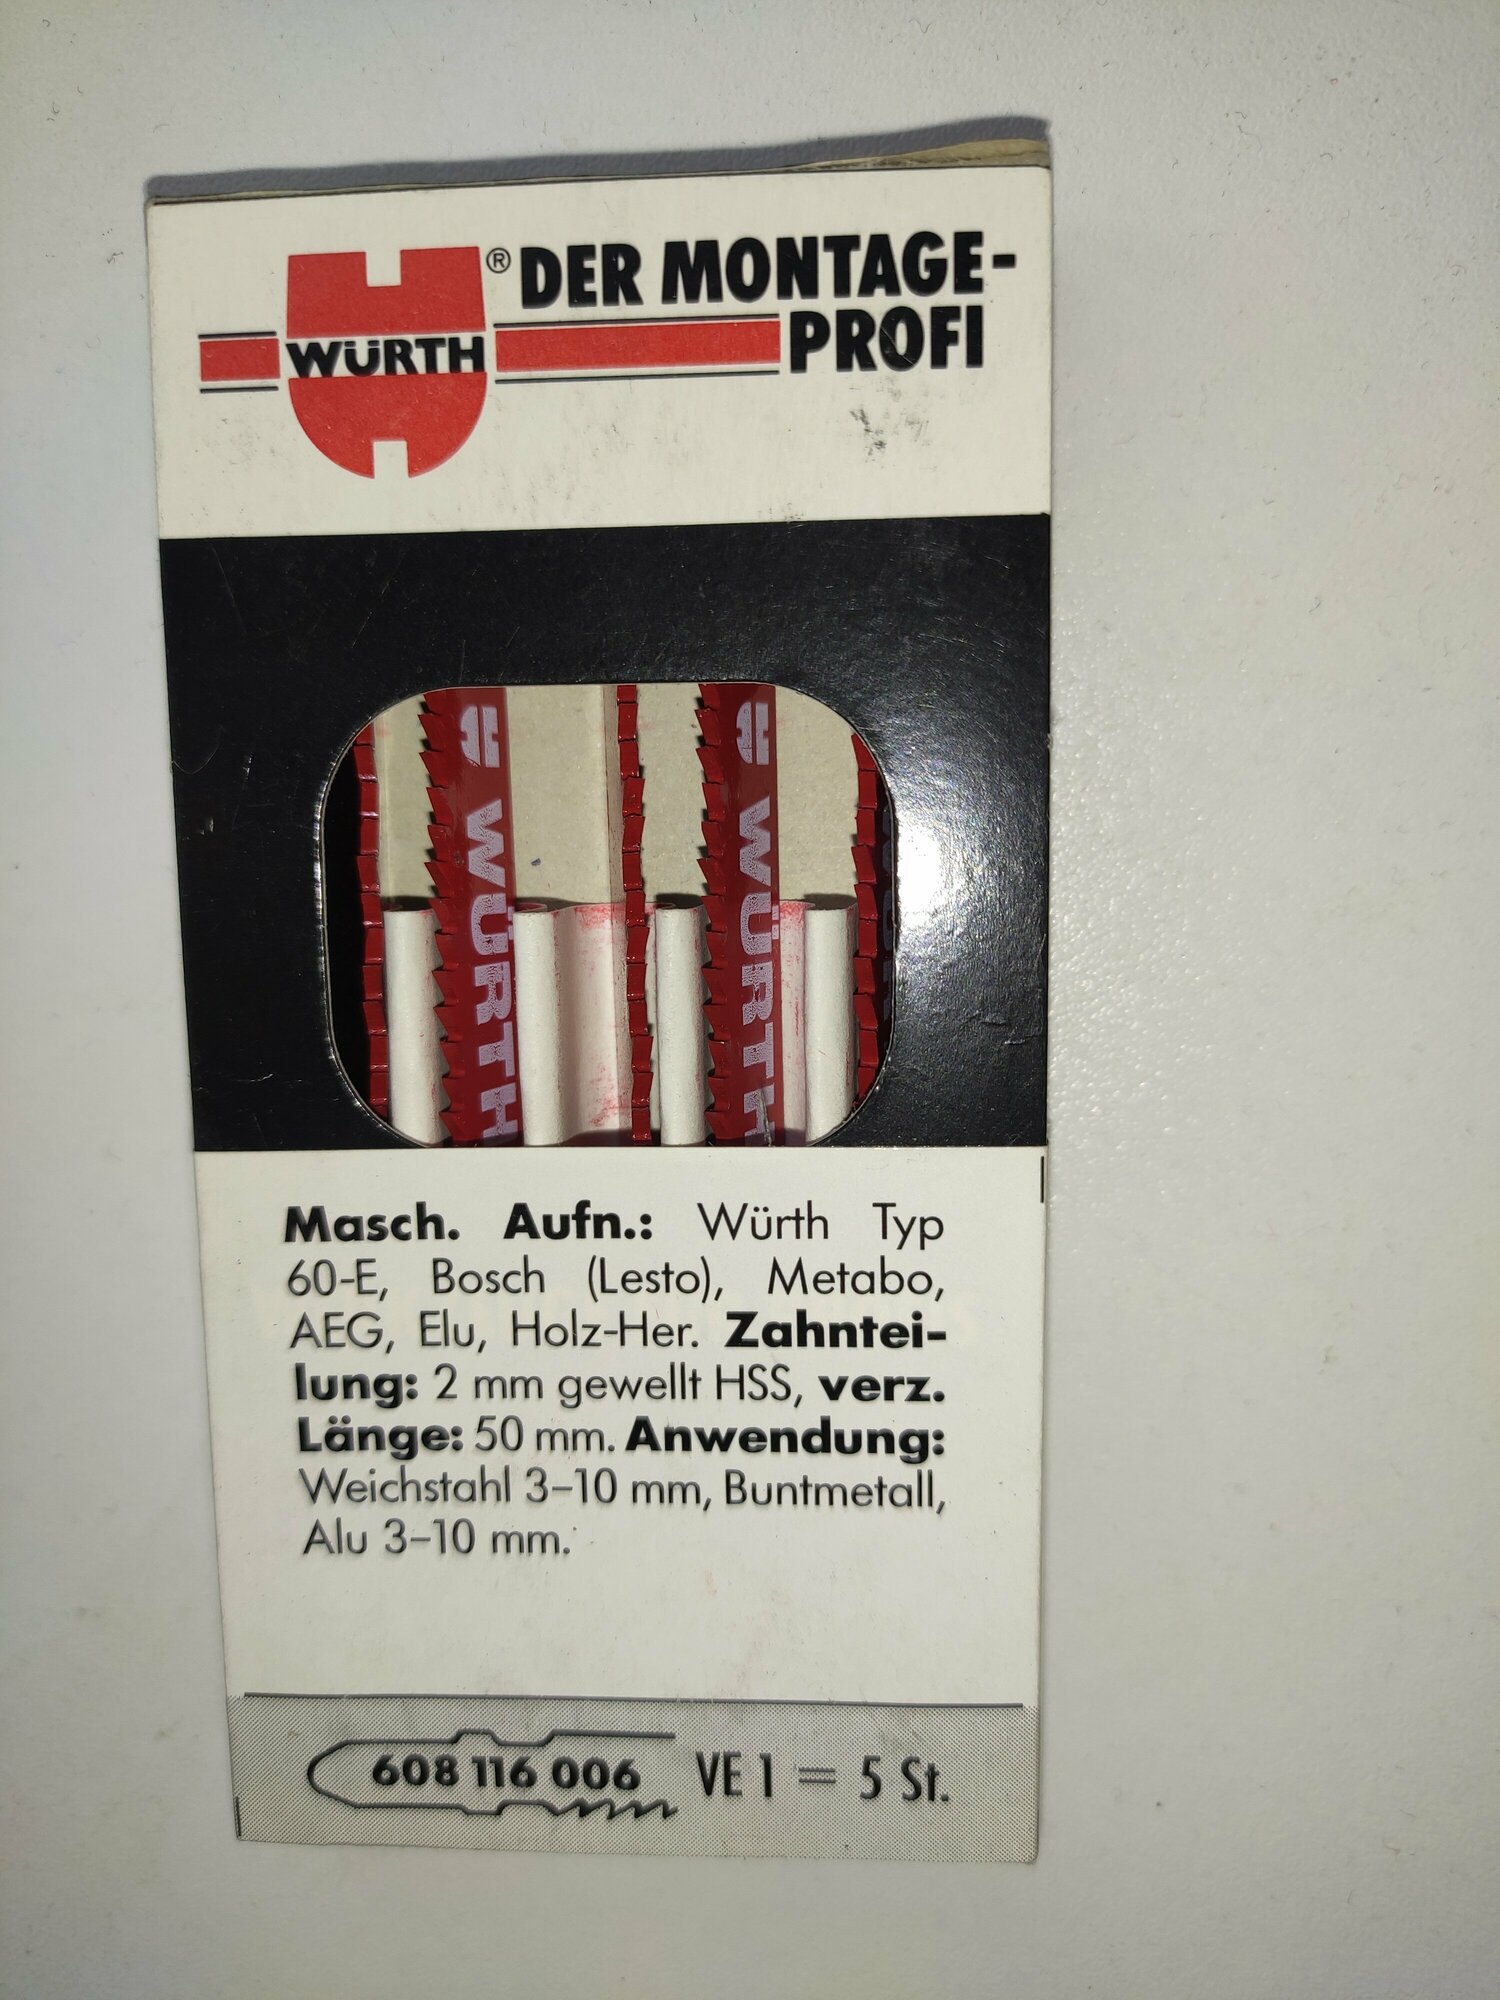 ® DER MONTAGE-
WÜRTH PROFI
WÜRTH
WÜRTH
Masch. Aufn.: Würth Typ
60-E, Bosch (Lesto), Metabo,
AEG, Elu, Holz-Her. Zahntei-
lung: 2 mm gewellt HSS, verz.
Länge: 50 mm. Anwendung:
Weichstahl 3–10 mm, Buntmetall,
Alu 3–10 mm.
608 116 006 VE 1 = 5 St.